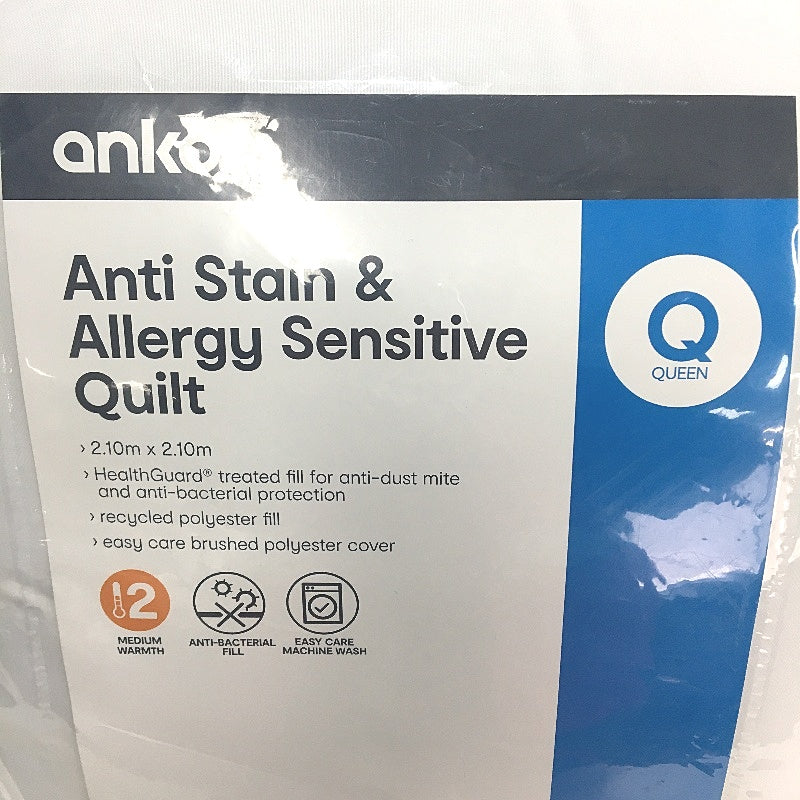 anko
Anti Stain &
Allergy Sensitive
Quilt
› 2.10m x 2.10m
› HealthGuard® treated fill for anti-dust mite
and anti-bacterial protection
› recycled polyester fill
› easy care brushed polyester cover
Q
QUEEN
2
MEDIUM
WARMTH
ANTI-BACTERIAL
FILL
EASY CARE
MACHINE WASH